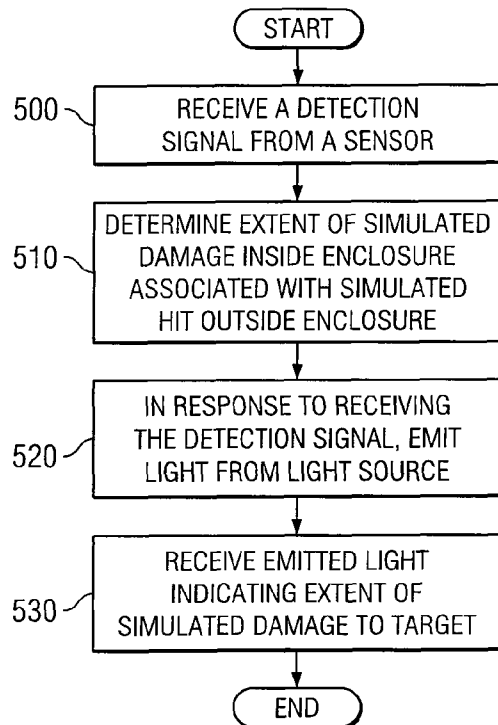 START
500
RECEIVE A DETECTION
SIGNAL FROM A SENSOR
510
DETERMINE EXTENT OF SIMULATED
DAMAGE INSIDE ENCLOSURE
ASSOCIATED WITH SIMULATED
HIT OUTSIDE ENCLOSURE
520
IN RESPONSE TO RECEIVING
THE DETECTION SIGNAL, EMIT
LIGHT FROM LIGHT SOURCE
530
RECEIVE EMITTED LIGHT
INDICATING EXTENT OF
SIMULATED DAMAGE TO TARGET
END